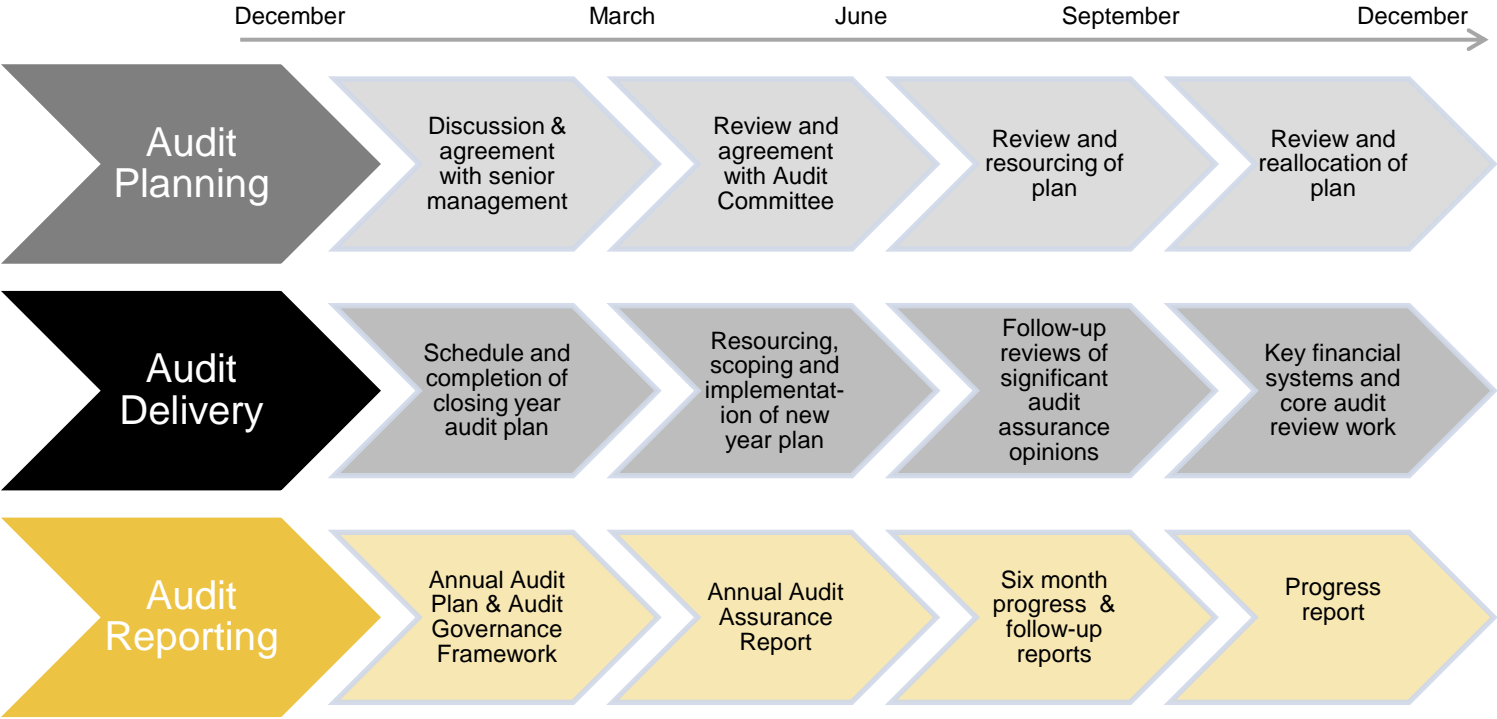 December March June September December
Audit
Planning
Discussion &
agreement
with senior
management
Review and
agreement
with Audit
Committee
Review and
resourcing of
plan
Review and
reallocation of
plan
Audit
Delivery
Schedule and
completion of
closing year
audit plan
Resourcing,
scoping and
implementat-
ion of new
year plan
Follow-up
reviews of
significant
audit
assurance
opinions
Key financial
systems and
core audit
review work
Audit
Reporting
Annual Audit
Plan & Audit
Governance
Framework
Annual Audit
Assurance
Report
Six month
progress &
follow-up
reports
Progress
report